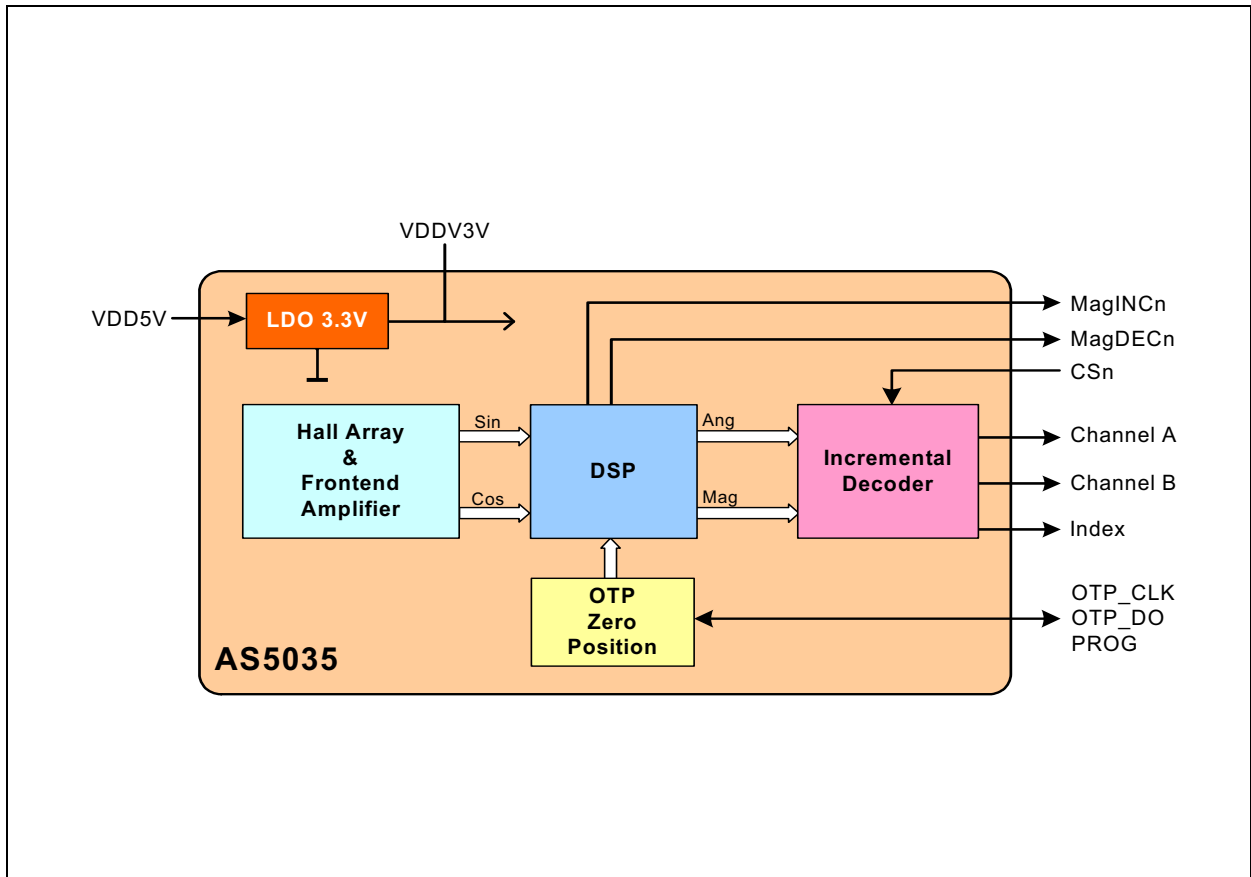 VDDV3V
VDD5V
LDO 3.3V
MagINCn
MagDECn
CSn
Hall Array
&
Frontend
Amplifier
Sin
Cos
DSP
Ang
Mag
Incremental
Decoder
Channel A
Channel B
Index
OTP
Zero
Position
OTP_CLK
OTP_DO
PROG
AS5035